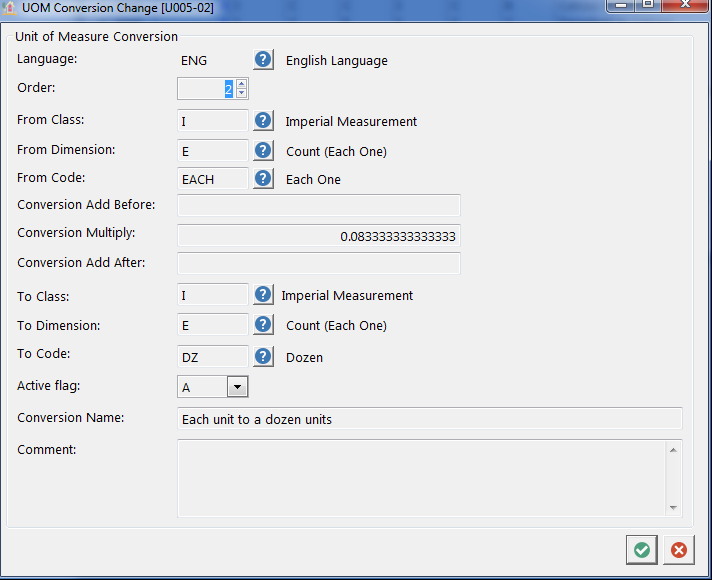 UOM Conversion Change [U005-02]
Unit of Measure Conversion
Language: ENG ? English Language
Order: 2
From Class: I ? Imperial Measurement
From Dimension: E ? Count (Each One)
From Code: EACH ? Each One
Conversion Add Before:
Conversion Multiply: 0.083333333333333
Conversion Add After:
To Class: I ? Imperial Measurement
To Dimension: E ? Count (Each One)
To Code: DZ ? Dozen
Active flag: A
Conversion Name: Each unit to a dozen units
Comment: